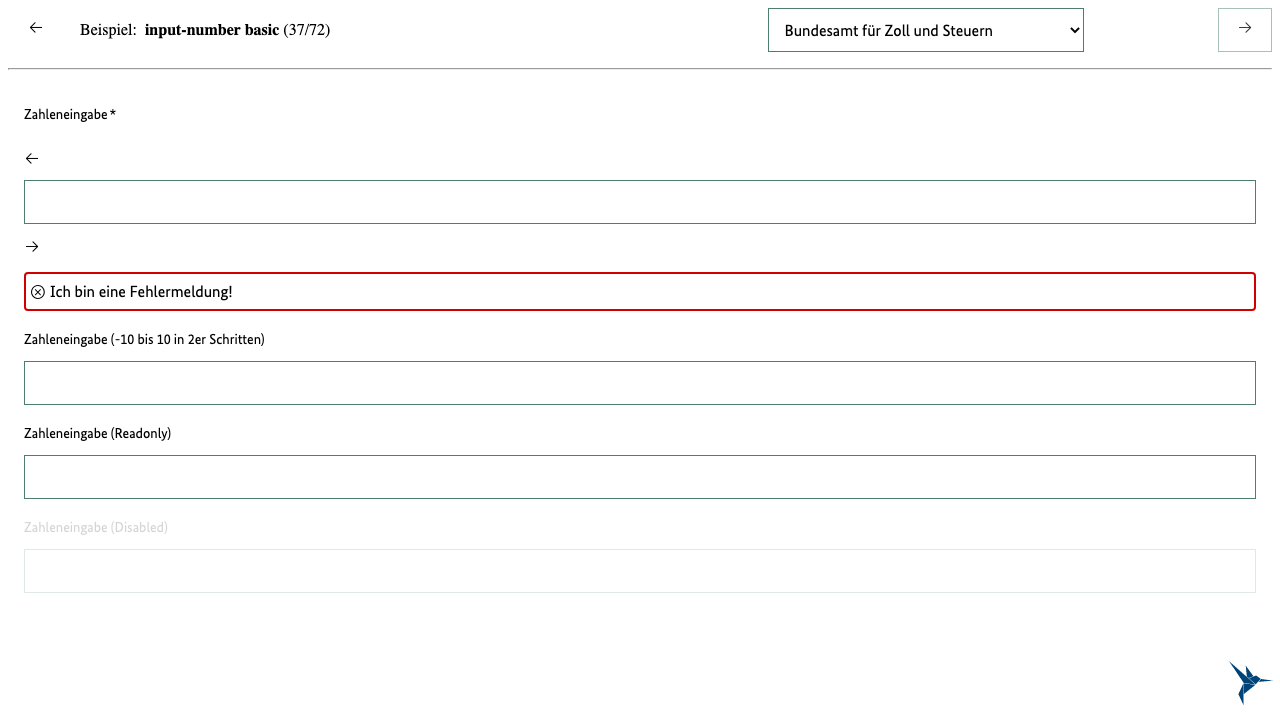 Beispiel: input-number basic (37/72)
Bundesamt für Zoll und Steuern
Zahleneingabe*
Ich bin eine Fehlermeldung!
Zahleneingabe (-10 bis 10 in 2er Schritten)
Zahleneingabe (Readonly)
Zahleneingabe (Disabled)